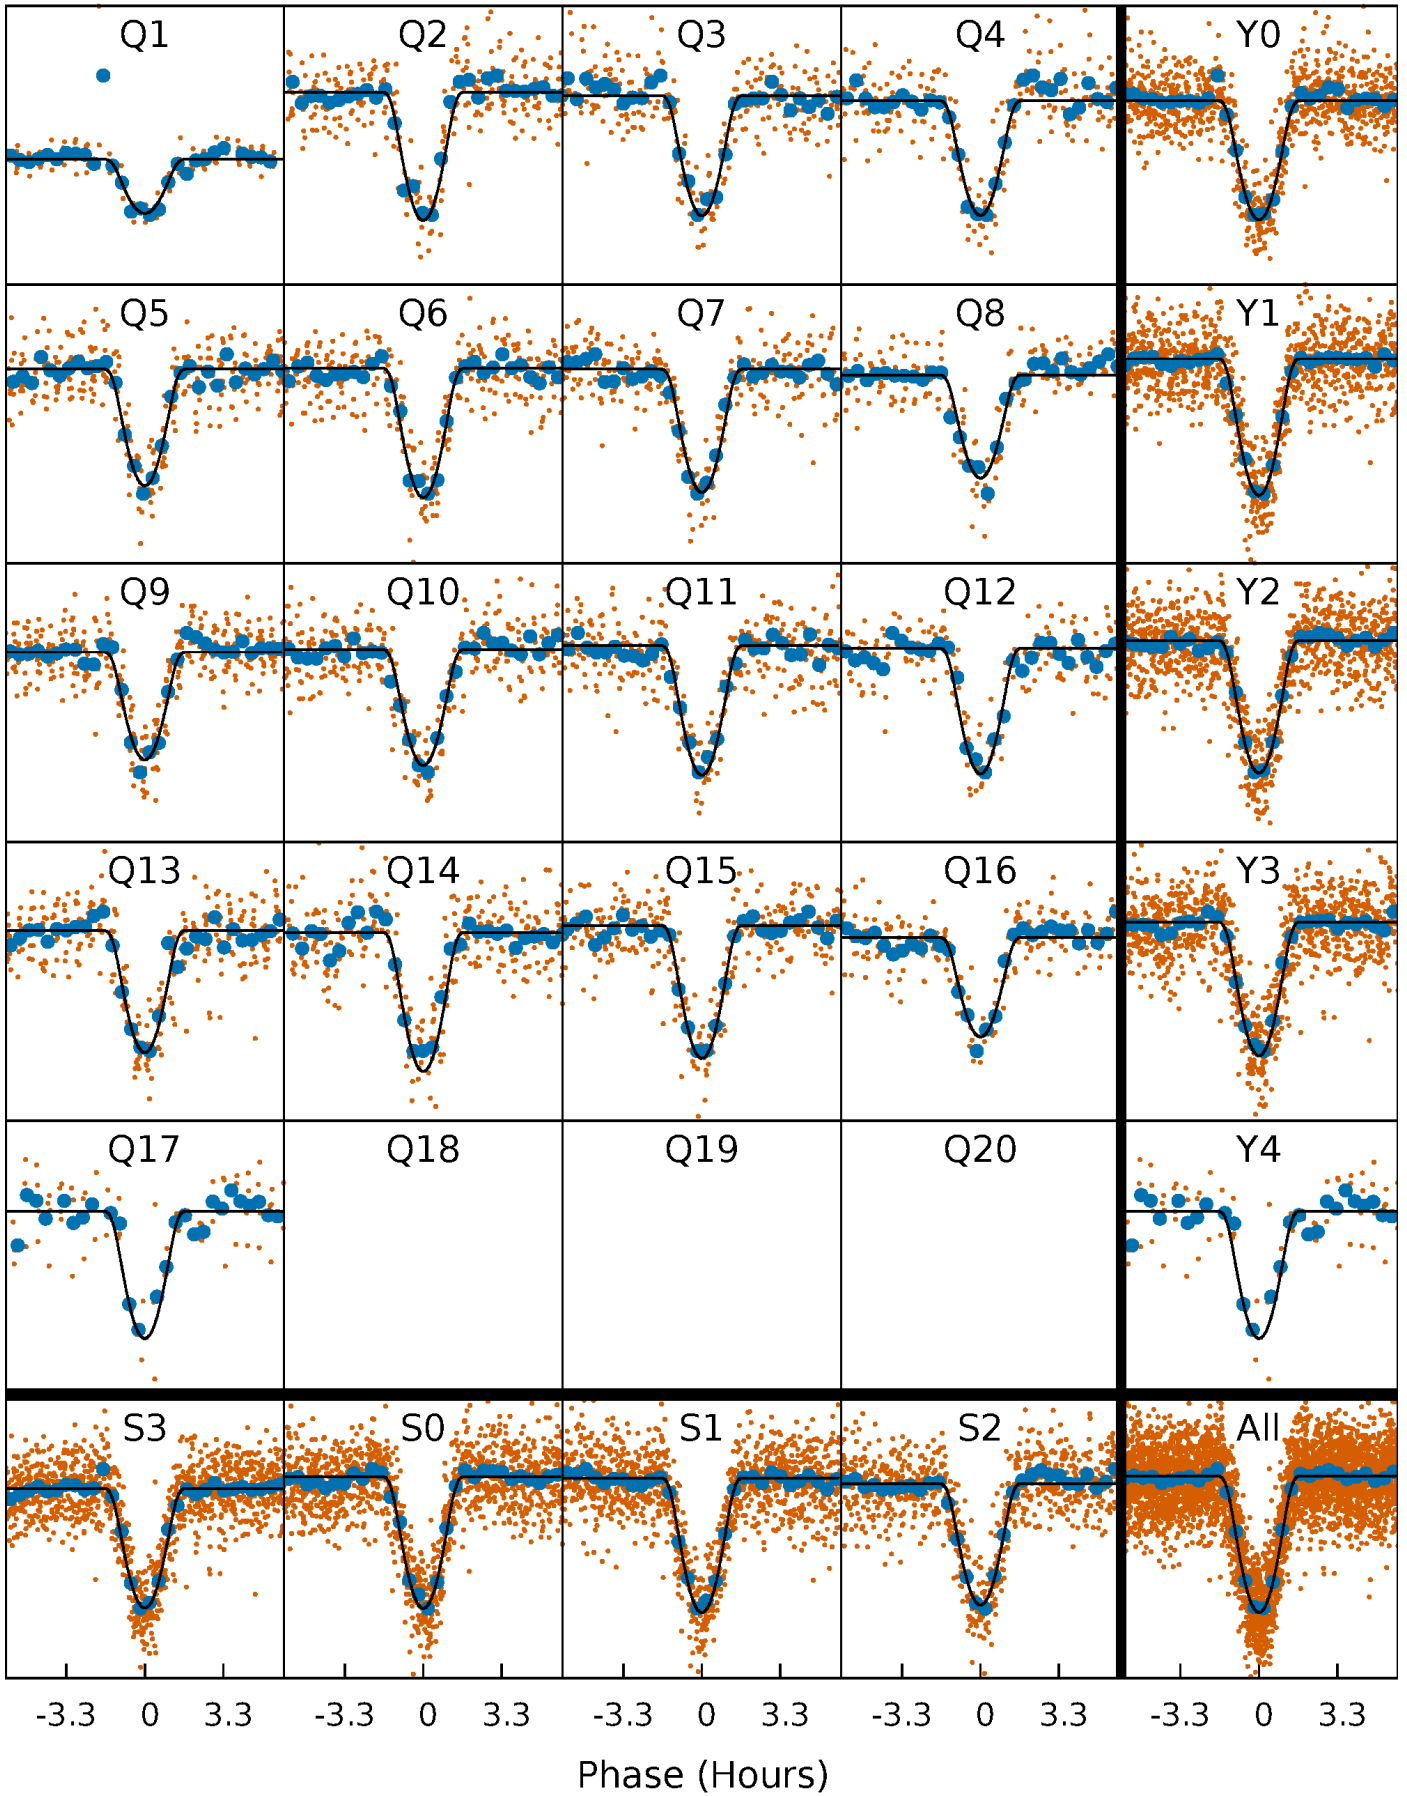 Q1 Q2 Q3 Q4 Y0
Q5 Q6 Q7 Q8 Y1
Q9 Q10 Q11 Q12 Y2
Q13 Q14 Q15 Q16 Y3
Q17 Q18 Q19 Q20 Y4
S3 S0 S1 S2 All
-3.3 0 3.3 -3.3 0 3.3 -3.3 0 3.3 -3.3 0 3.3 -3.3 0 3.3
Phase (Hours)